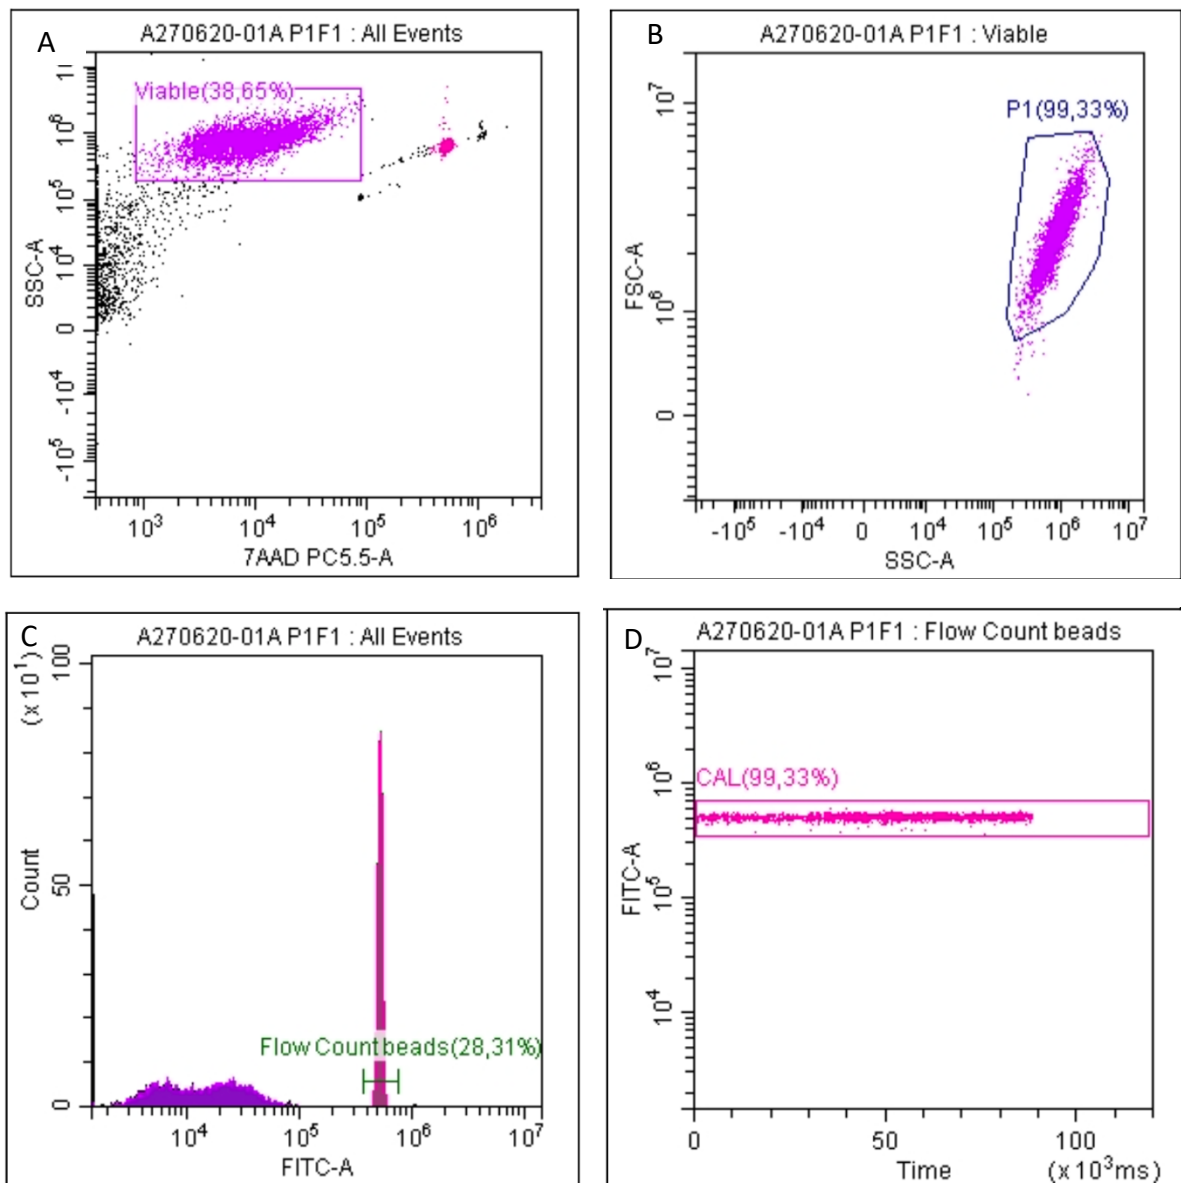 A
A270620-01A P1F1 : All Events
Viable(38,65%)
SSC-A
10⁶
10⁵
10⁴
0
-10⁴
-10⁵
10³ 10⁴ 10⁵ 10⁶
7AAD PC5.5-A
B
A270620-01A P1F1 : Viable
P1(99,33%)
FSC-A
10⁷
10⁶
0
-10⁵ -10⁴ 0 10⁴ 10⁵ 10⁶ 10⁷
SSC-A
C
A270620-01A P1F1 : All Events
(x 10¹)
Count
100
50
0
Flow Count beads(28,31%)
10⁴ 10⁵ 10⁶ 10⁷
FITC-A
D
A270620-01A P1F1 : Flow Count beads
CAL(99,33%)
FITC-A
10⁷
10⁶
10⁵
10⁴
0 50 100
Time (x 10³ms)